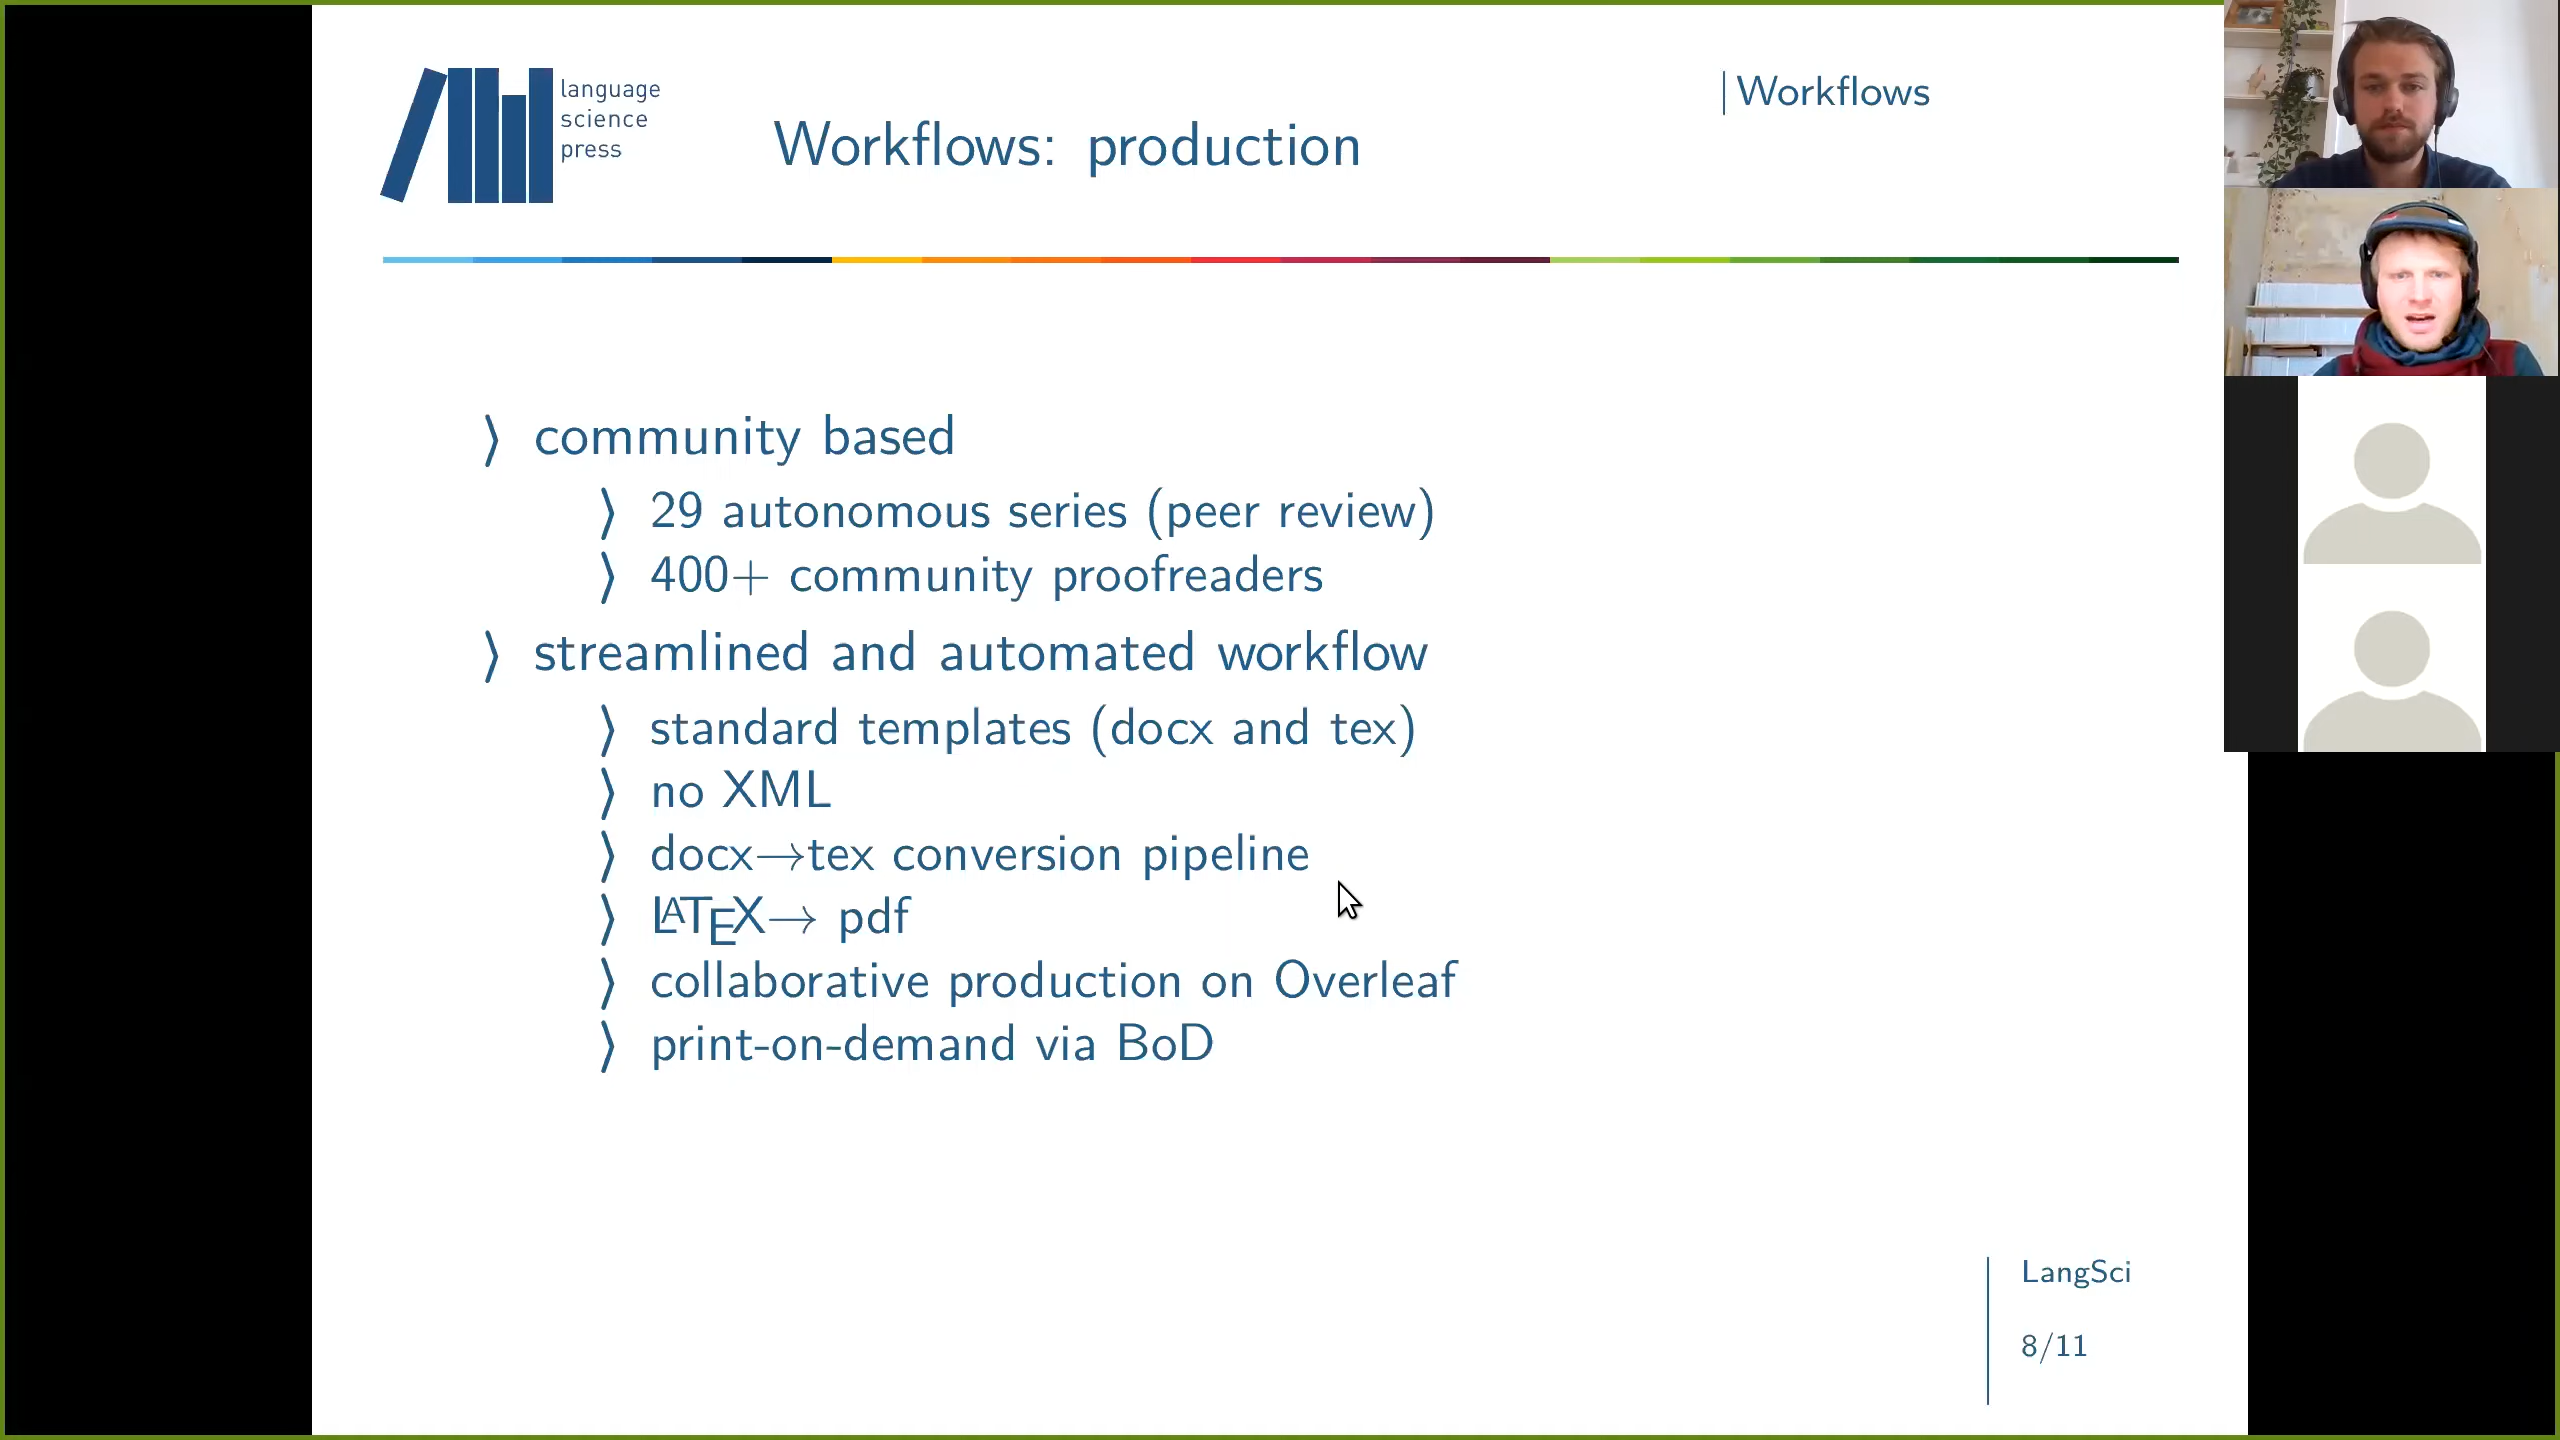 language
science
press
Workflows: production
Workflows
⟩ community based
⟩ 29 autonomous series (peer review)
⟩ 400+ community proofreaders
⟩ streamlined and automated workflow
⟩ standard templates (docx and tex)
⟩ no XML
⟩ docx→tex conversion pipeline
⟩ LATEX→ pdf
⟩ collaborative production on Overleaf
⟩ print-on-demand via BoD
LangSci
8/11